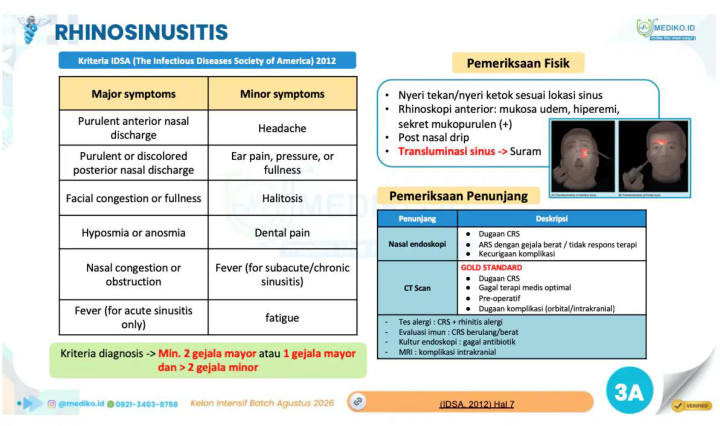 RHINOSINUSITIS
MEDIKO.ID
Kriteria IDSA (The Infectious Diseases Society of America) 2012
Major symptoms
Minor symptoms
Purulent anterior nasal
discharge
Headache
Purulent or discolored
posterior nasal discharge
Ear pain, pressure, or
fullness
Facial congestion or fullness
Halitosis
Hyposmia or anosmia
Dental pain
Nasal congestion or
obstruction
Fever (for subacute/chronic
sinusitis)
Fever (for acute sinusitis
only)
fatigue
Kriteria diagnosis -> Min. 2 gejala mayor atau 1 gejala mayor
dan > 2 gejala minor
Pemeriksaan Fisik
• Nyeri tekan/nyeri ketok sesuai lokasi sinus
• Rhinoskopi anterior: mukosa udem, hiperemi,
sekret mukopurulen (+)
• Post nasal drip
• Transluminasi sinus -> Suram
Pemeriksaan Penunjang
Penunjang
Deskripsi
Nasal endoskopi
• Dugaan CRS
• ARS dengan gejala berat / tidak respons terapi
• Kecurigaan komplikasi
CT Scan
GOLD STANDARD
• Dugaan CRS
• Gagal terapi medis optimal
• Pre-operatif
• Dugaan komplikasi (orbital/intrakranial)
- Tes alergi : CRS + rhinitis alergi
- Evaluasi imun : CRS berulang/berat
- Kultur endoskopi : gagal antibiotik
- MRI : komplikasi intrakranial
@mediko.id 0821-3403-8758 Kelon Intensif Batch Agustus 2026
(IDSA, 2012) Hal 7
3A
VERIFIED